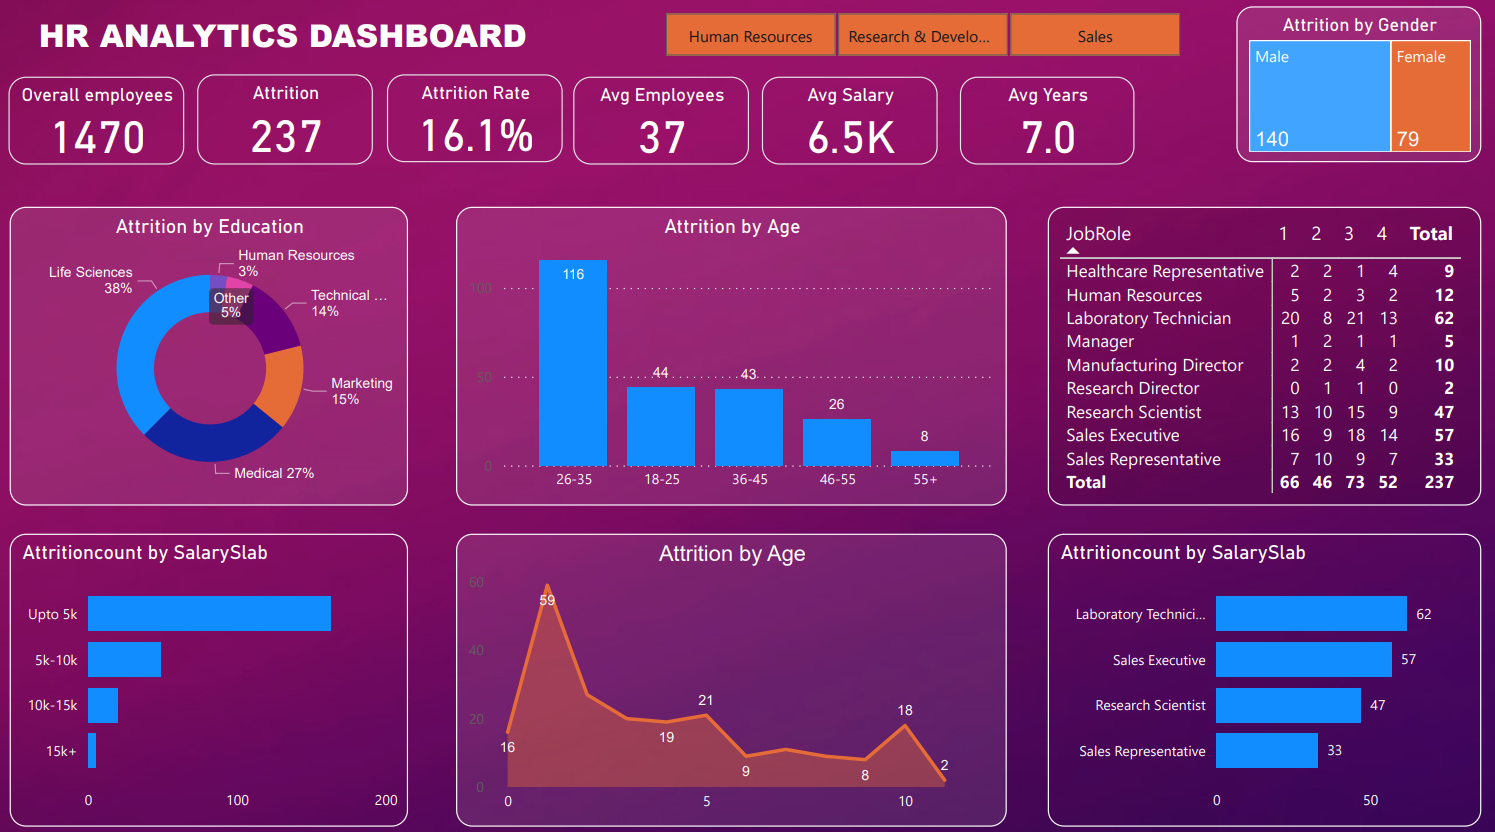 HR ANALYTICS DASHBOARD
Human Resources
Research & Develo...
Sales
Overall employees
1470
Attrition
237
Attrition Rate
16.1%
Avg Employees
37
Avg Salary
6.5K
Avg Years
7.0
Attrition by Gender
Male
Female
140
79
Attrition by Education
Human Resources
3%
Life Sciences
38%
Other
5%
Technical ...
14%
Marketing
15%
Medical 27%
Attrition by Age
116
100
44
43
50
26
8
0
26-35 18-25 36-45 46-55 55+
JobRole 1 2 3 4 Total
Healthcare Representative 2 2 1 4 9
Human Resources 5 2 3 2 12
Laboratory Technician 20 8 21 13 62
Manager 1 2 1 1 5
Manufacturing Director 2 2 4 2 10
Research Director 0 1 1 0 2
Research Scientist 13 10 15 9 47
Sales Executive 16 9 18 14 57
Sales Representative 7 10 9 7 33
Total 66 46 73 52 237
Attritioncount by SalarySlab
Upto 5k
5k-10k
10k-15k
15k+
0 100 200
Attrition by Age
60
59
40
21
18
20
19
16
9
8
2
0
0 5 10
Attritioncount by SalarySlab
Laboratory Technici... 62
Sales Executive 57
Research Scientist 47
Sales Representative 33
0 50